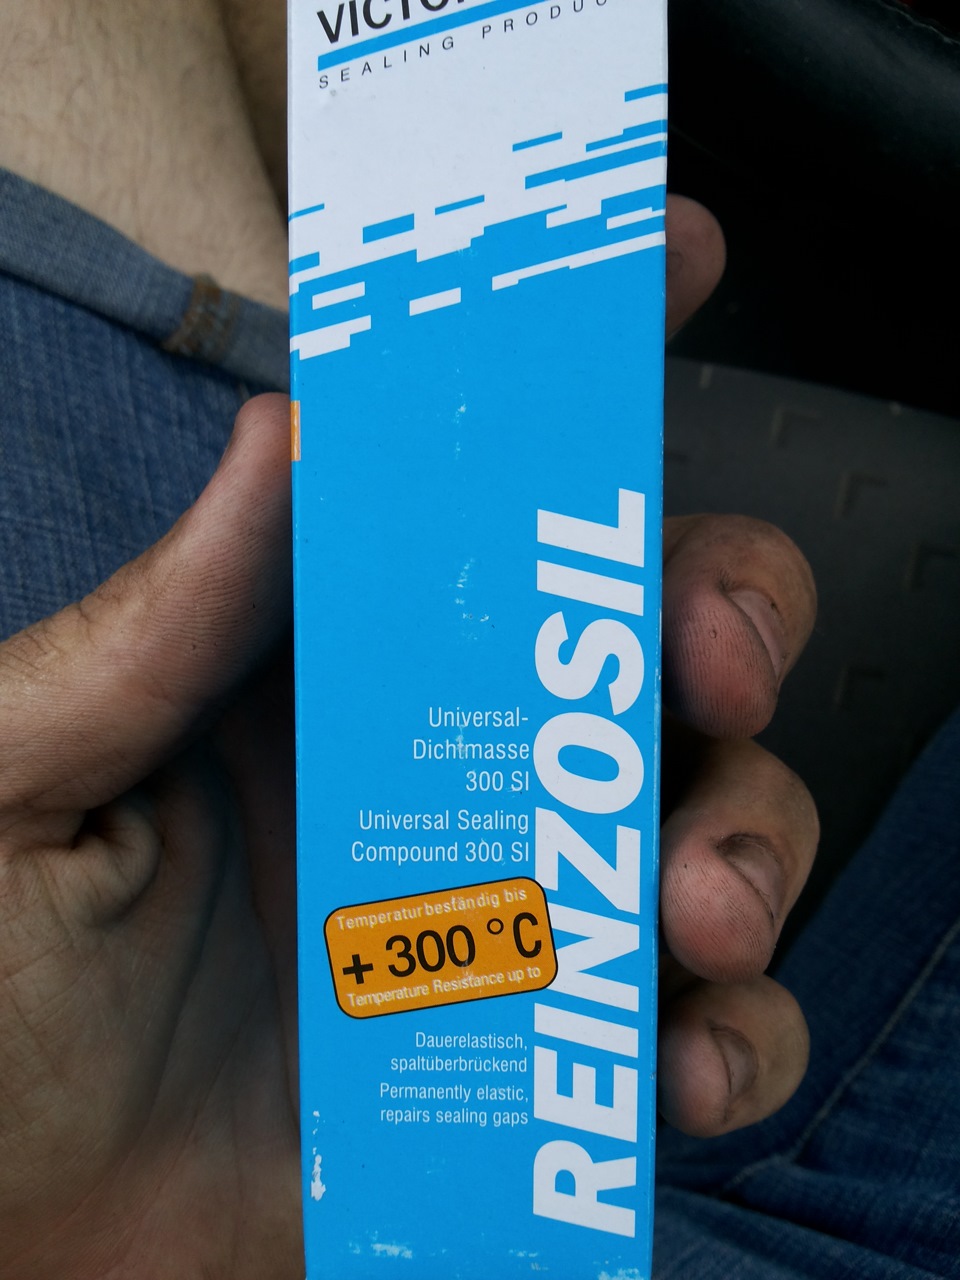 SEALING
REINZOSIL
Universal-
Dichtmasse
300 SI
Universal Sealing
Compound 300 SI
Temperaturbeständig bis
+ 300 °C
Temperature Resistance up to
Dauerelastisch,
spaltüberbrückend
Permanently elastic,
repairs sealing gaps